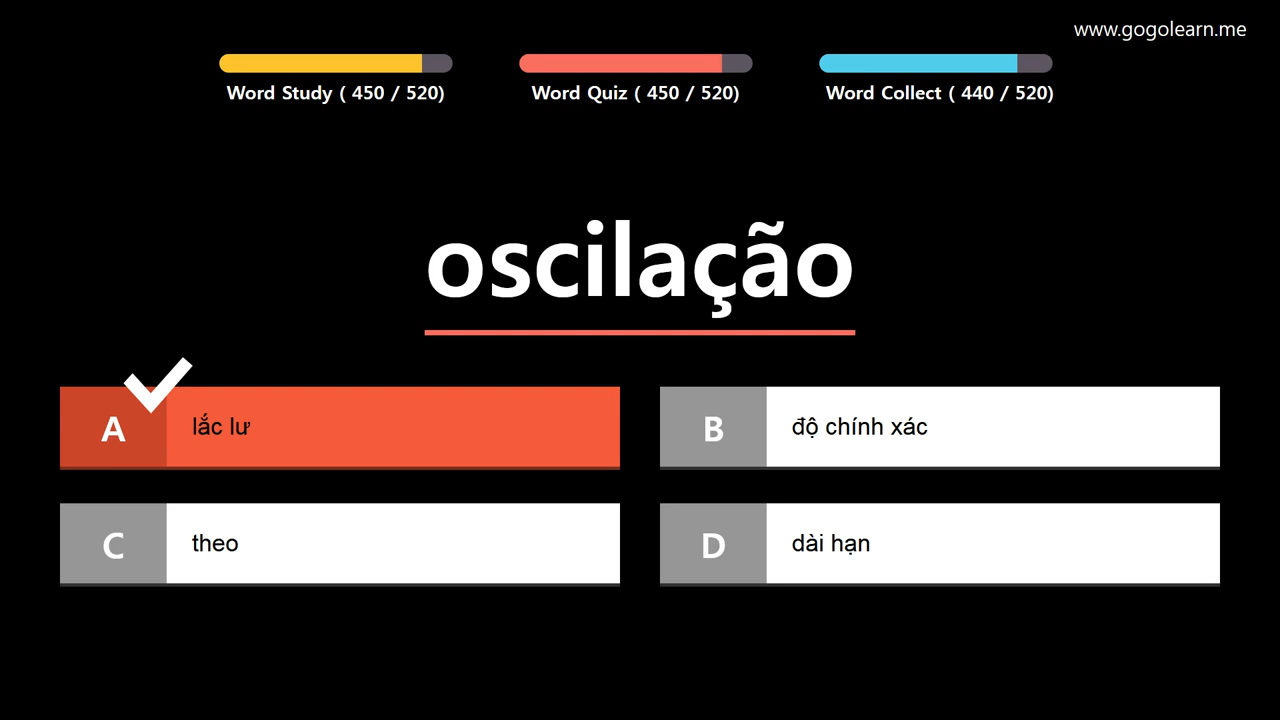 www.gogolearn.me
Word Study ( 450 / 520)
Word Quiz ( 450 / 520)
Word Collect ( 440 / 520)
oscilação
A lắc lư
B độ chính xác
C theo
D dài hạn